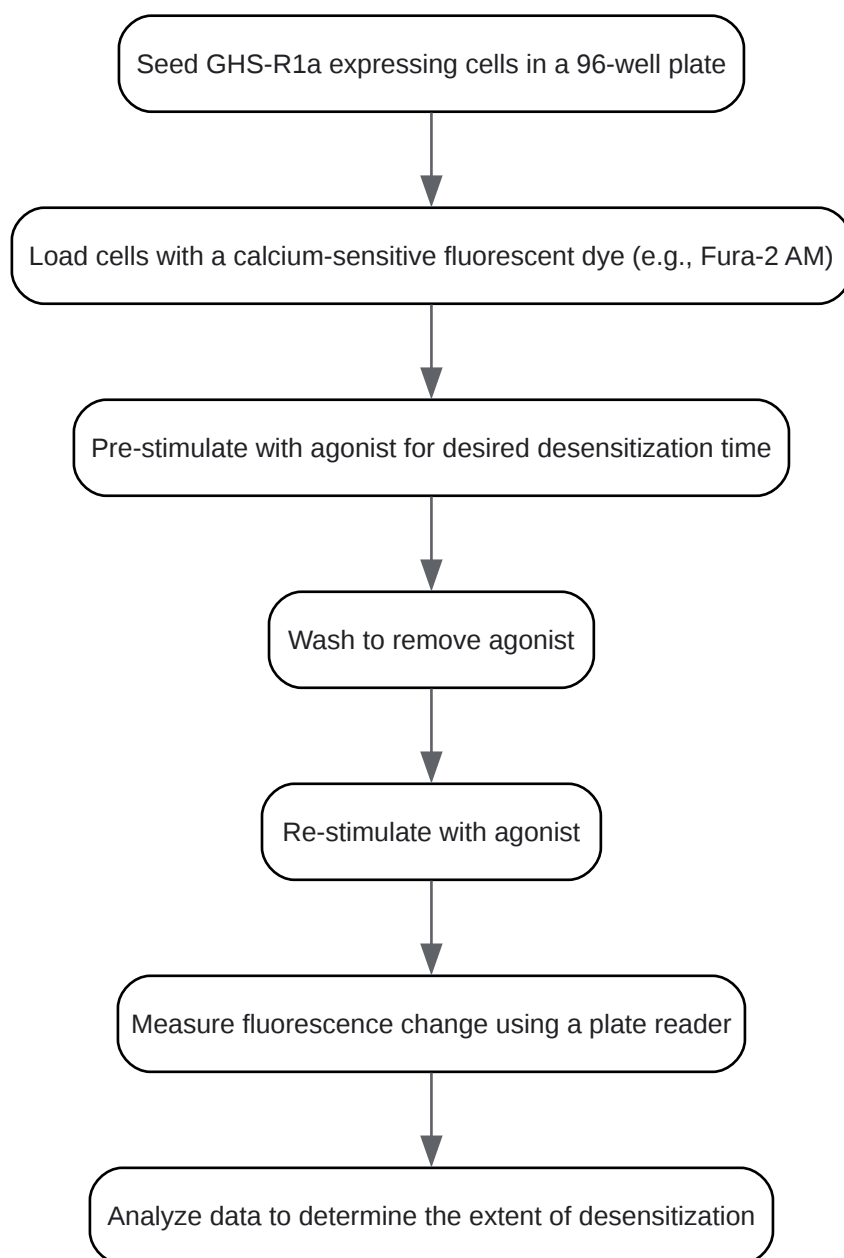 Seed GHS-R1a expressing cells in a 96-well plate
Load cells with a calcium-sensitive fluorescent dye (e.g., Fura-2 AM)
Pre-stimulate with agonist for desired desensitization time
Wash to remove agonist
Re-stimulate with agonist
Measure fluorescence change using a plate reader
Analyze data to determine the extent of desensitization